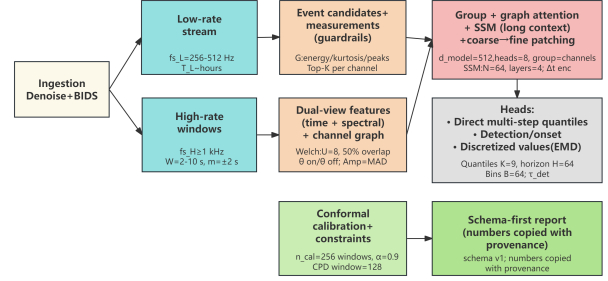 Ingestion
Denoise+BIDS
Low-rate
stream
fs_L=256-512 Hz
T_L~hours
High-rate
windows
fs_H≥1 kHz
W=2-10 s, m=±2 s
Event candidates+
measurements
(guardrails)
G:energy/kurtosis/peaks
Top-K per channel
Dual-view features
(time + spectral)
+ channel graph
Welch:U=8, 50% overlap
θ on/θ off; Amp=MAD
Group + graph attention
+ SSM (long context)
+coarse→fine patching
d_model=512,heads=8, group=channels
SSM:N=64, layers=4; Δt enc
Heads:
• Direct multi-step quantiles
• Detection/onset
• Discretized values(EMD)
Quantiles K=9, horizon H=64
Bins B=64; τ_det
Conformal
calibration+
constraints
n_cal=256 windows, α=0.9
CPD window=128
Schema-first report
(numbers copied with
provenance)
schema v1; numbers copied
with provenance